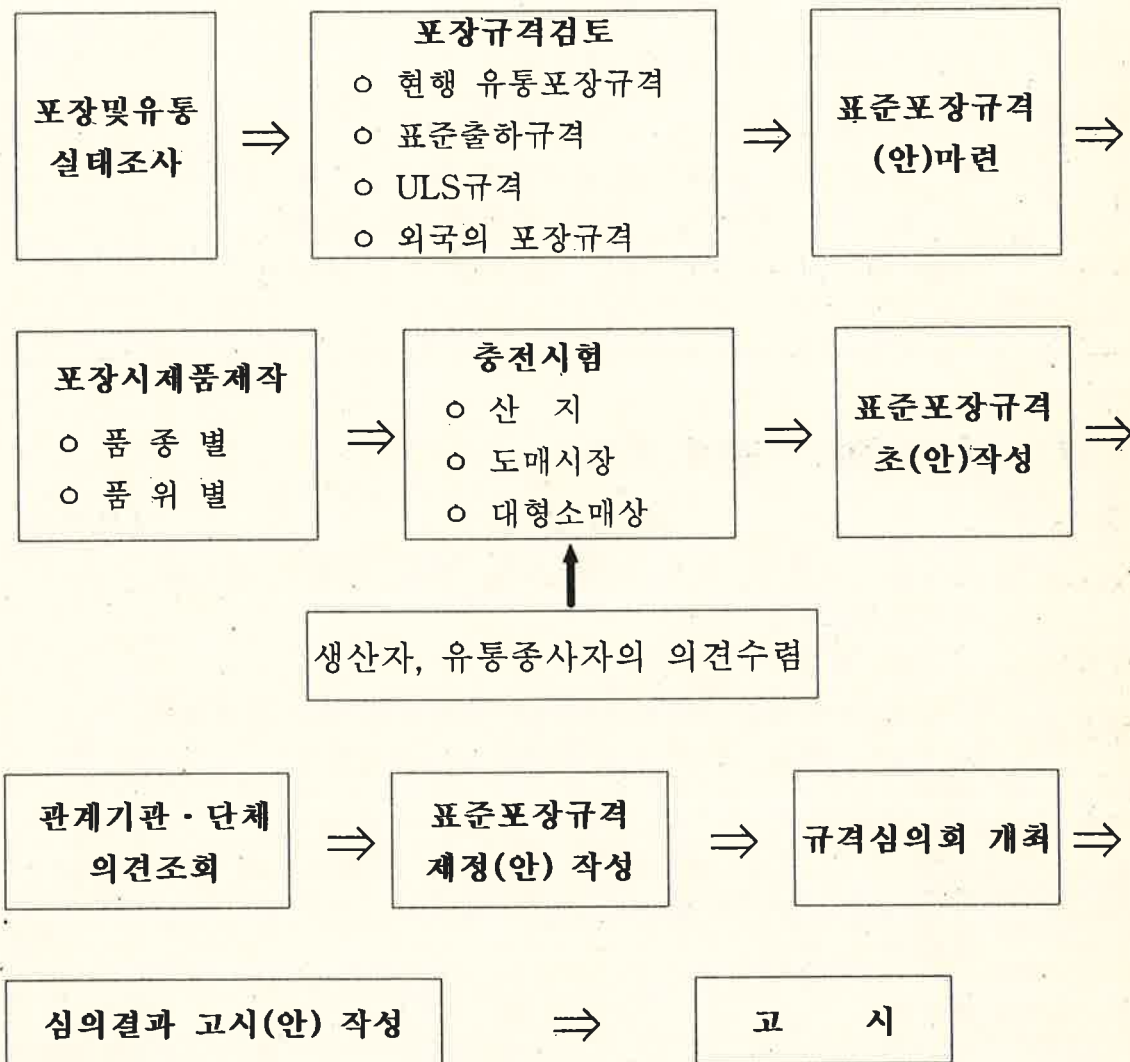 포장및유통
실태조사
⇒
포장규격검토
o 현행 유통포장규격
o 표준출하규격
o ULS규격
o 외국의 포장규격
⇒
표준포장규격
(안)마련
⇒
포장시제품제작
o 품 종 별
o 품 위 별
⇒
충전시험
o 산 지
o 도매시장
o 대형소매상
⇒
표준포장규격
초(안)작성
⇒
생산자, 유통종사자의 의견수렴
관계기관·단체
의견조회
⇒
표준포장규격
제정(안) 작성
⇒
규격심의회 개최
⇒
심의결과 고시(안) 작성
⇒
고 시